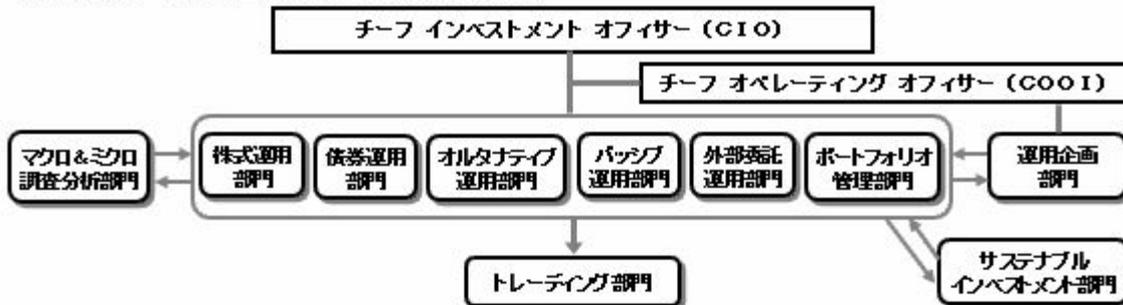 チーフ インベストメント オフィサー (CIO)
チーフ オペレーティング オフィサー (COOI)
マクロ&ミクロ
調査分析部門
株式運用
部門
債券運用
部門
オルタナティブ
運用部門
パッシブ
運用部門
外部委託
運用部門
ポートフォリオ
管理部門
運用企画
部門
トレーディング部門
サステナブル
インベストメント部門